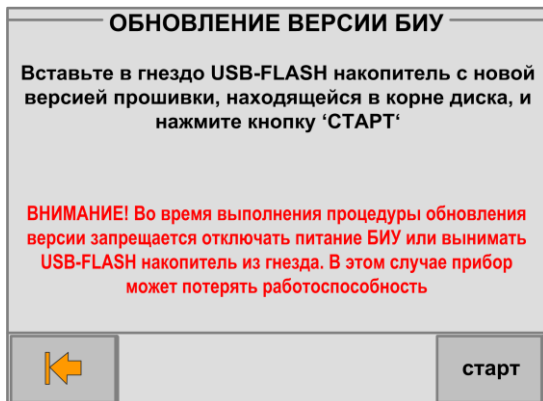 ОБНОВЛЕНИЕ ВЕРСИИ БИУ
Вставьте в гнездо USB-FLASH накопитель с новой
версией прошивки, находящейся в корне диска, и
нажмите кнопку ‘СТАРТ‘
ВНИМАНИЕ! Во время выполнения процедуры обновления
версии запрещается отключать питание БИУ или вынимать
USB-FLASH накопитель из гнезда. В этом случае прибор
может потерять работоспособность
старт